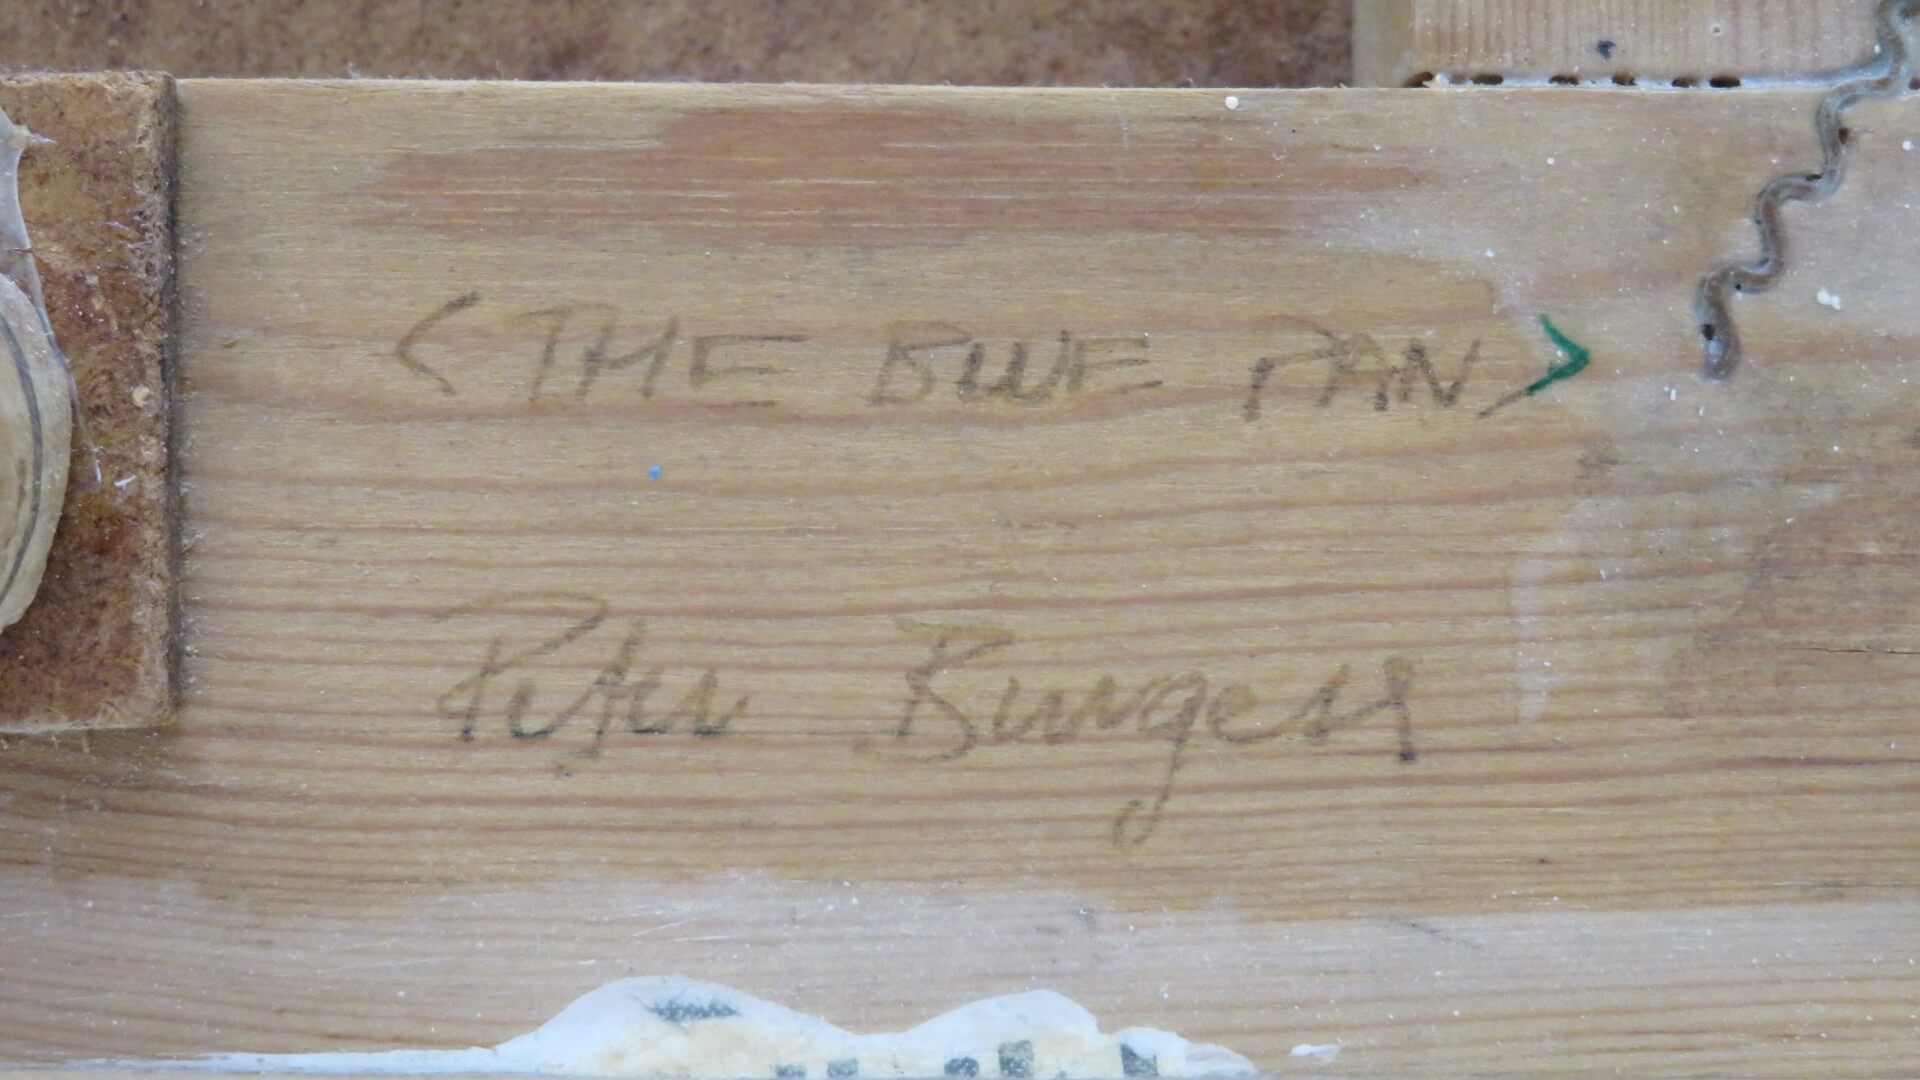 <THE BLUE PAN>
Peter Burgess